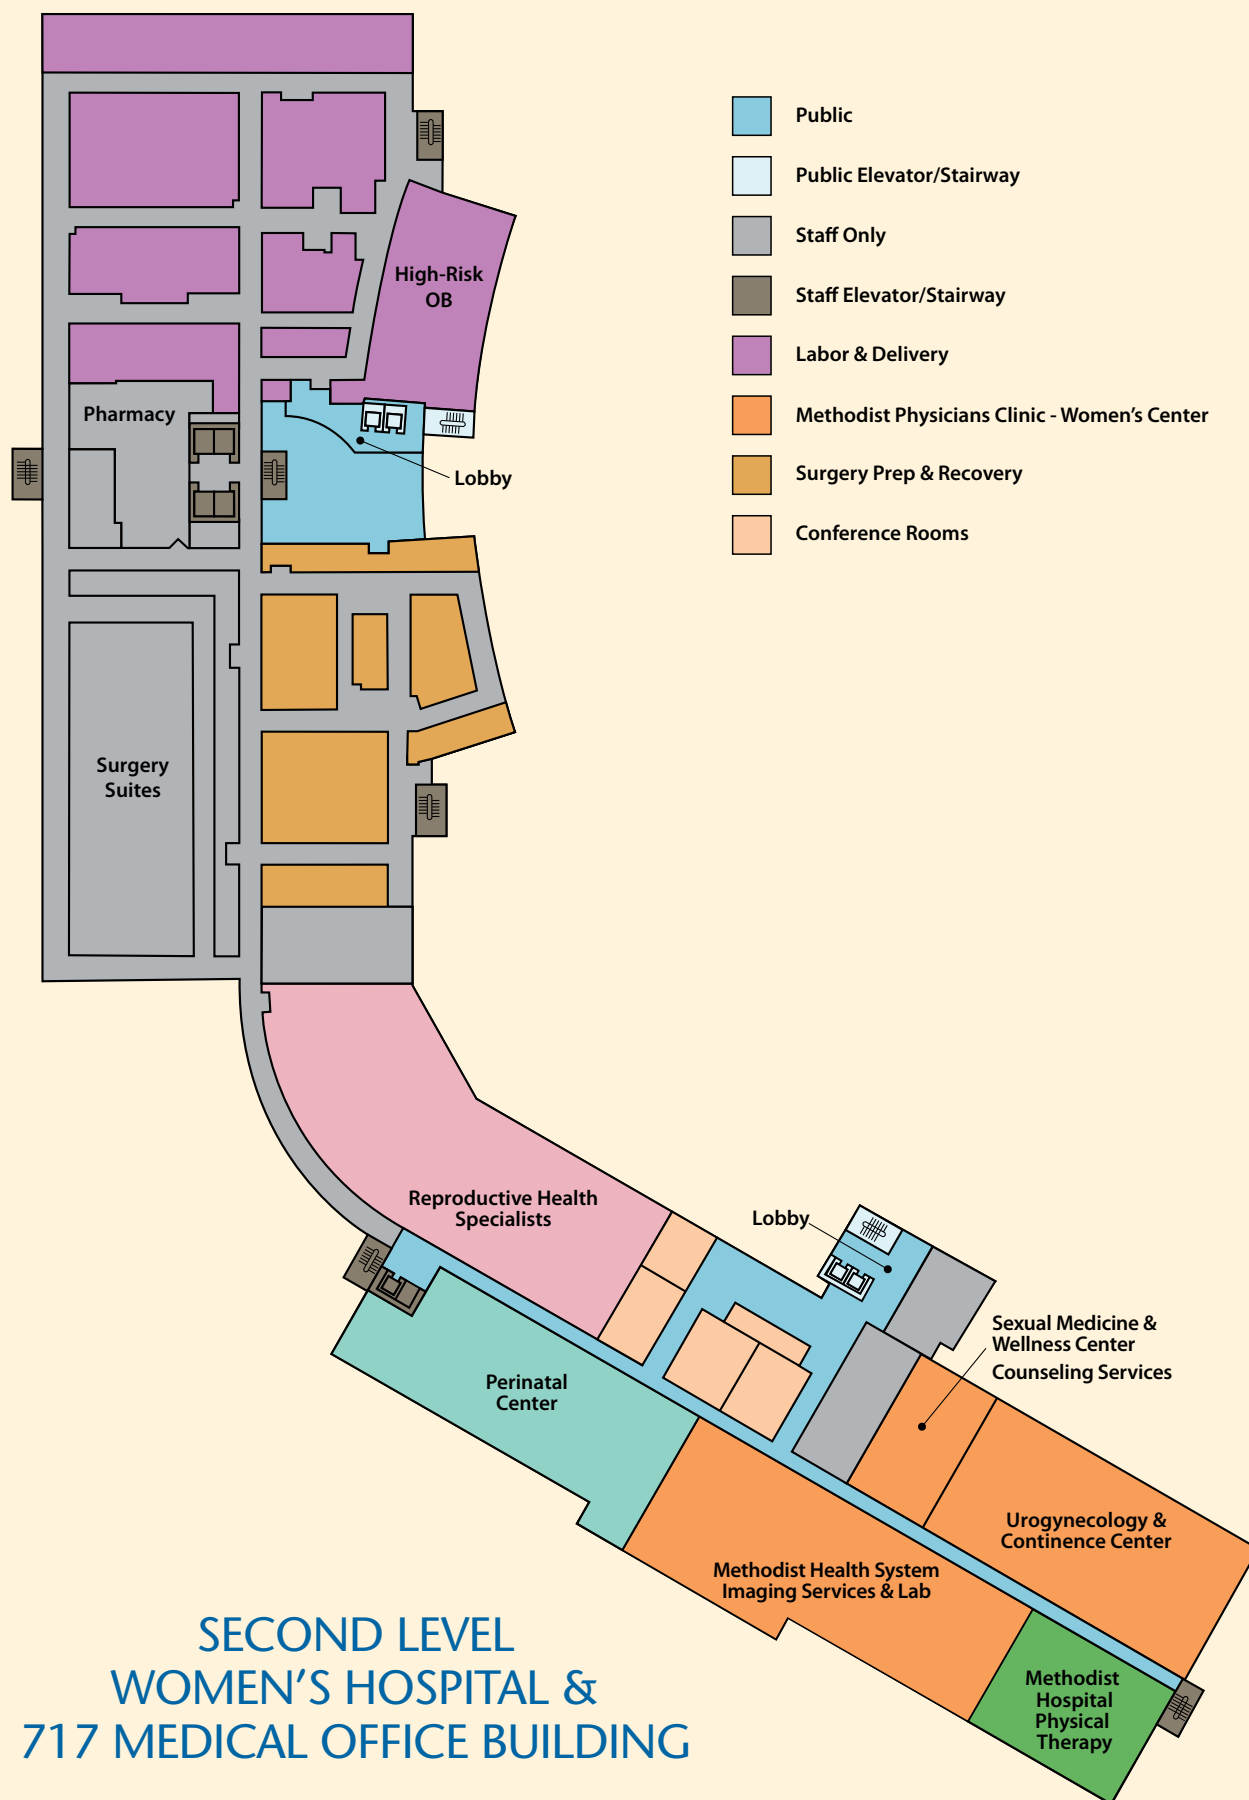 Public
Public Elevator/Stairway
Staff Only
Staff Elevator/Stairway
Labor & Delivery
Methodist Physicians Clinic - Women’s Center
Surgery Prep & Recovery
Conference Rooms
High-Risk
OB
Pharmacy
Lobby
Surgery
Suites
Reproductive Health
Specialists
Lobby
Sexual Medicine &
Wellness Center
Counseling Services
Perinatal
Center
Urogynecology &
Continence Center
Methodist Health System
Imaging Services & Lab
Methodist
Hospital
Physical
Therapy
SECOND LEVEL
WOMEN’S HOSPITAL &
717 MEDICAL OFFICE BUILDING